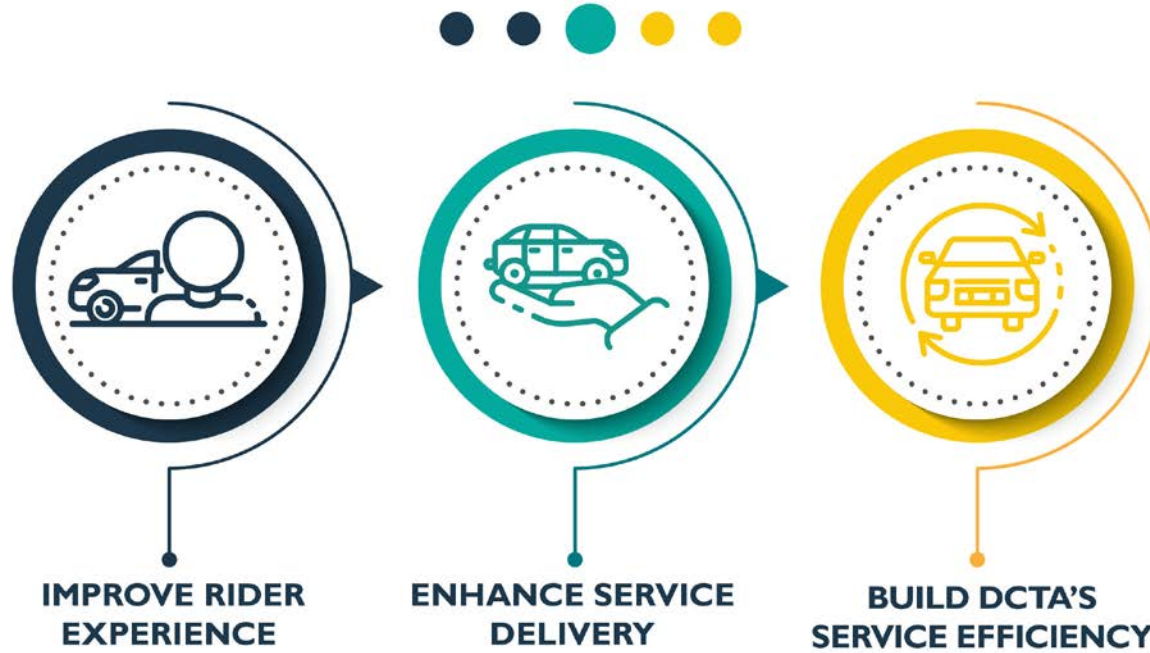 IMPROVE RIDER
EXPERIENCE
ENHANCE SERVICE
DELIVERY
BUILD DCTA'S
SERVICE EFFICIENCY